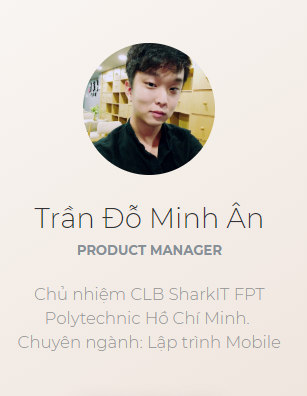 Trần Đỗ Minh Ân
PRODUCT MANAGER
Chủ nhiệm CLB SharkIT FPT
Polytechnic Hồ Chí Minh.
Chuyên ngành: Lập trình Mobile